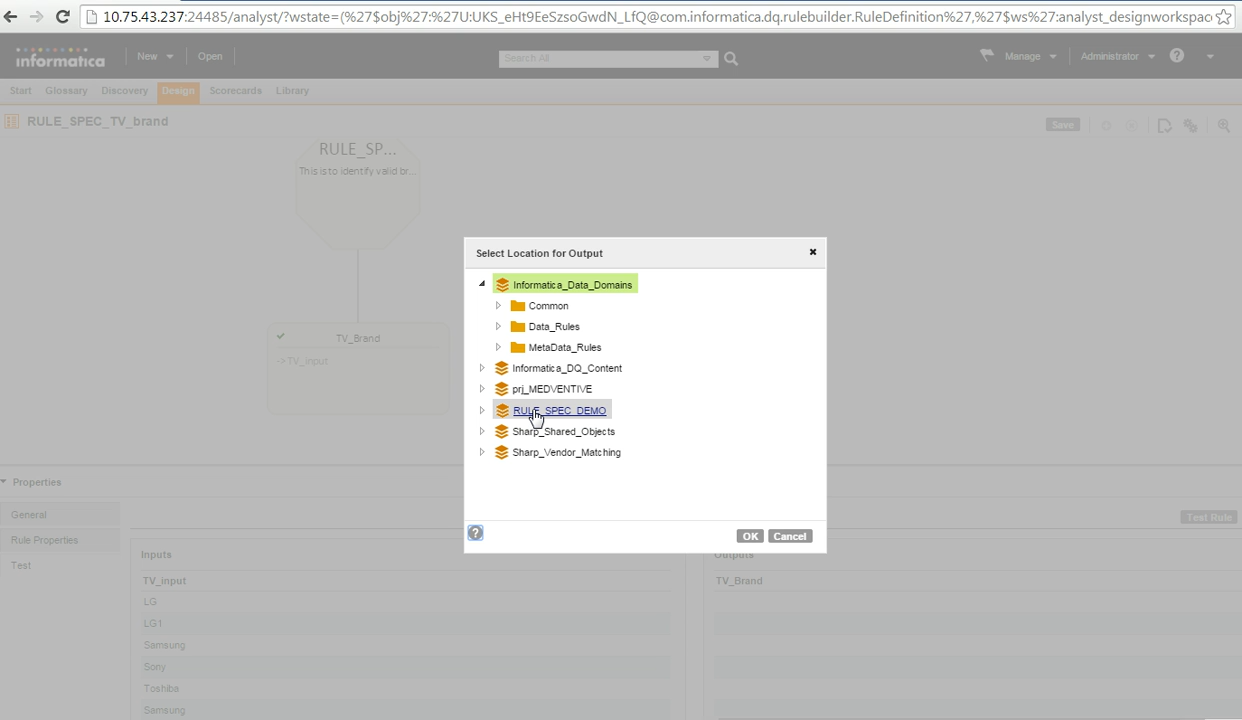 10.75.43.237:24485/analyst/?wstate=(%27$obj%27:%27U:UKS_eHt9EeSzsoGwdN_LfQ@com.informatica.dq.rulebuilder.RuleDefinition%27,%27$ws%27:analyst_designworkspac
informatica New Open Search All Manage Administrator ?
Start Glossary Discovery Design Scorecards Library
RULE_SPEC_TV_brand Save
RULE_SP...
This is to identify valid br...
TV_Brand
->TV_input
Select Location for Output
Informatica_Data_Domains
Common
Data_Rules
MetaData_Rules
Informatica_DQ_Content
prj_MEDVENTIVE
RULE_SPEC_DEMO
Sharp_Shared_Objects
Sharp_Vendor_Matching
? OK Cancel
Properties
General
Rule Properties
Test
Test Rule
Inputs
TV_input
LG
LG1
Samsung
Sony
Toshiba
Samsung
Outputs
TV_Brand